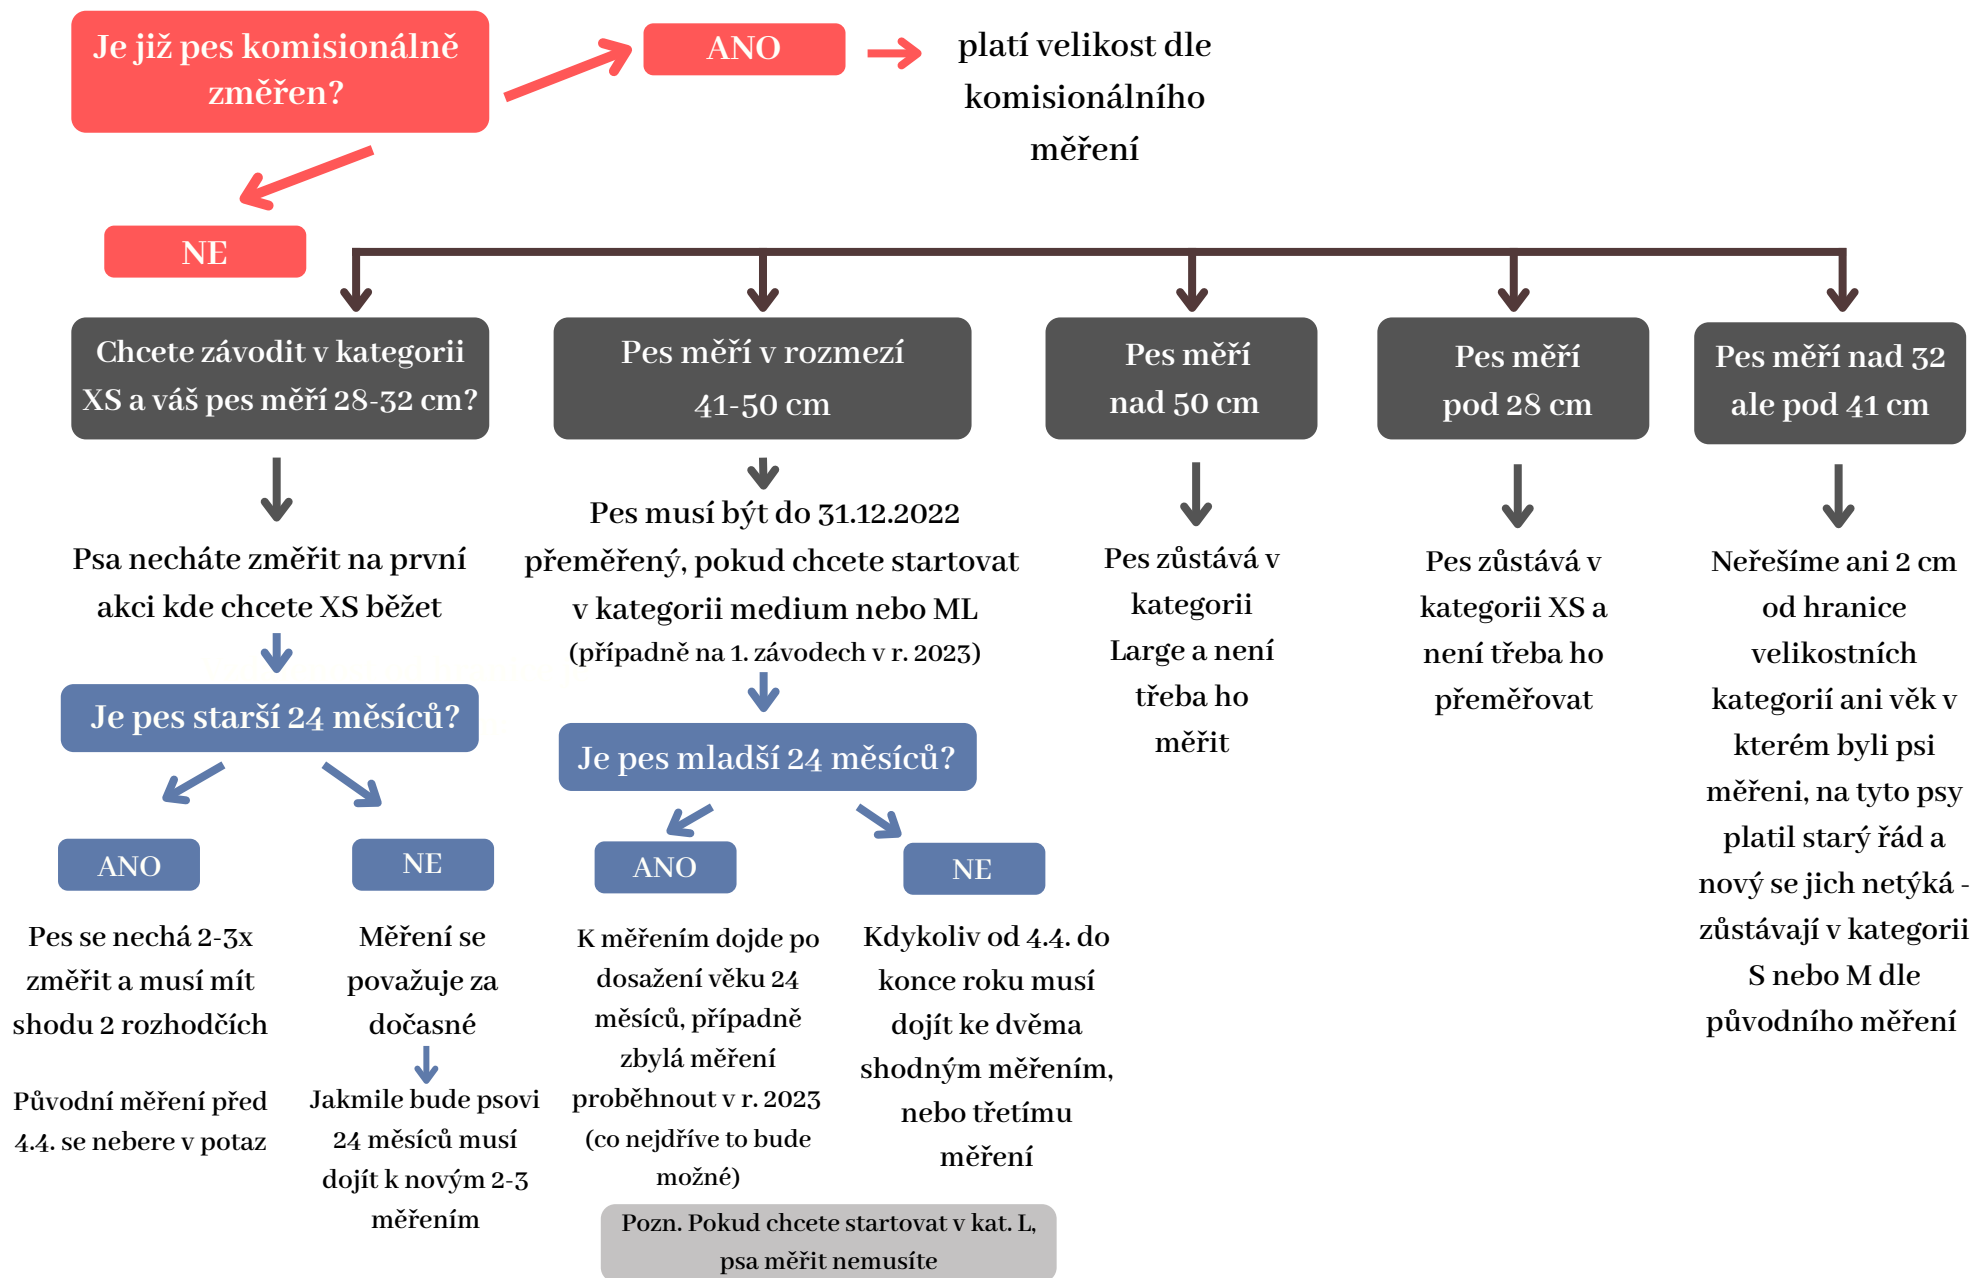 Je již pes komisionálně
změřen?
ANO
platí velikost dle
komisionálního
měření
NE
Chcete závodit v kategorii
XS a váš pes měří 28-32 cm?
Psa necháte změřit na první
akci kde chcete XS běžet
Je pes starší 24 měsíců?
ANO
Pes se nechá 2-3x
změřit a musí mít
shodu 2 rozhodčích
Původní měření před
4.4. se nebere v potaz
NE
Měření se
považuje za
dočasné
Jakmile bude psovi
24 měsíců musí
dojít k novým 2-3
měřením
Pes měří v rozmezí
41-50 cm
Pes musí být do 31.12.2022
přeměřený, pokud chcete startovat
v kategorii medium nebo ML
(případně na 1. závodech v r. 2023)
Je pes mladší 24 měsíců?
ANO
K měřením dojde po
dosažení věku 24
měsíců, případně
zbylá měření
proběhnout v r. 2023
(co nejdříve to bude
možné)
NE
Kdykoliv od 4.4. do
konce roku musí
dojít ke dvěma
shodným měřením,
nebo třetímu
měření
Pozn. Pokud chcete startovat v kat. L,
psa měřit nemusíte
Pes měří
nad 50 cm
Pes zůstává v
kategorii
Large a není
třeba ho
měřit
Pes měří
pod 28 cm
Pes zůstává v
kategorii XS a
není třeba ho
přeměřovat
Pes měří nad 32
ale pod 41 cm
Neřešíme ani 2 cm
od hranice
velikostních
kategorií ani věk v
kterém byli psi
měřeni, na tyto psy
platil starý řád a
nový se jich netýká -
zůstávají v kategorii
S nebo M dle
původního měření